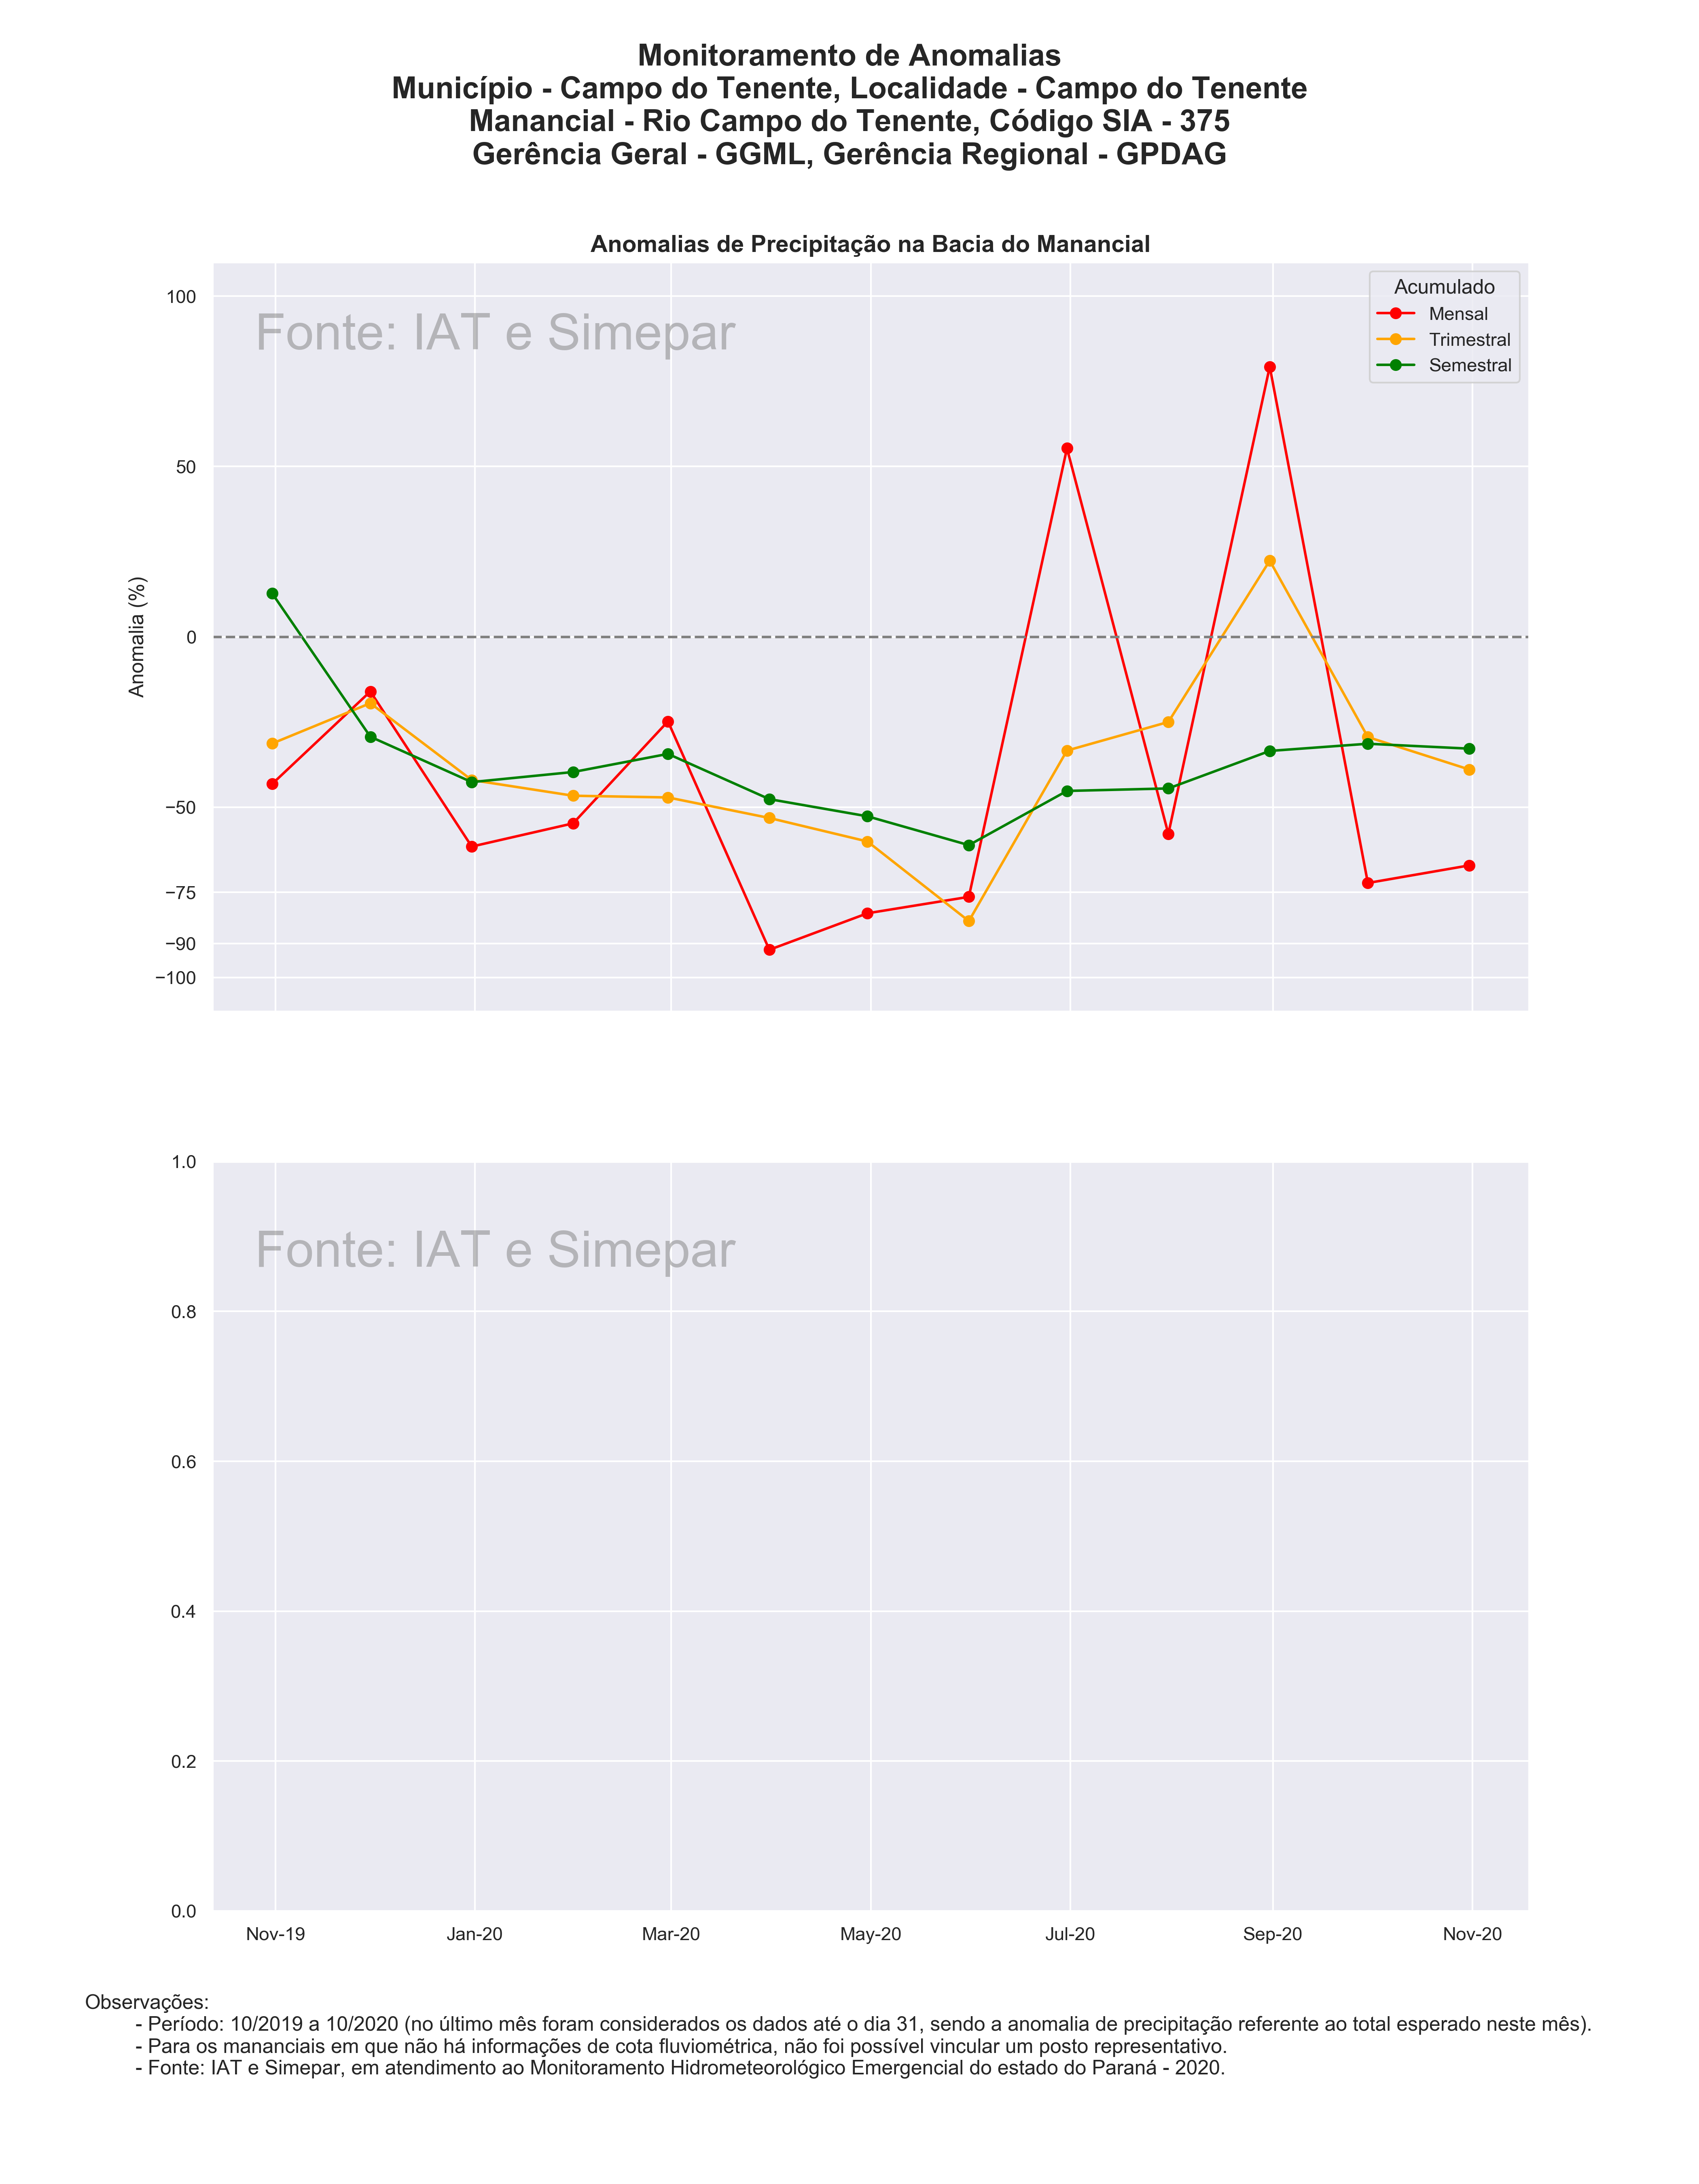 Monitoramento de Anomalias
Município - Campo do Tenente, Localidade - Campo do Tenente
Manancial - Rio Campo do Tenente, Código SIA - 375
Gerência Geral - GGML, Gerência Regional - GPDAG
Anomalias de Precipitação na Bacia do Manancial
Fonte: IAT e Simepar
Acumulado
Mensal
Trimestral
Semestral
Anomalia (%)
100
50
0
−50
−75
−90
−100
Fonte: IAT e Simepar
1.0
0.8
0.6
0.4
0.2
0.0
Nov-19 Jan-20 Mar-20 May-20 Jul-20 Sep-20 Nov-20
Observações:
- Período: 10/2019 a 10/2020 (no último mês foram considerados os dados até o dia 31, sendo a anomalia de precipitação referente ao total esperado neste mês).
- Para os mananciais em que não há informações de cota fluviométrica, não foi possível vincular um posto representativo.
- Fonte: IAT e Simepar, em atendimento ao Monitoramento Hidrometeorológico Emergencial do estado do Paraná - 2020.